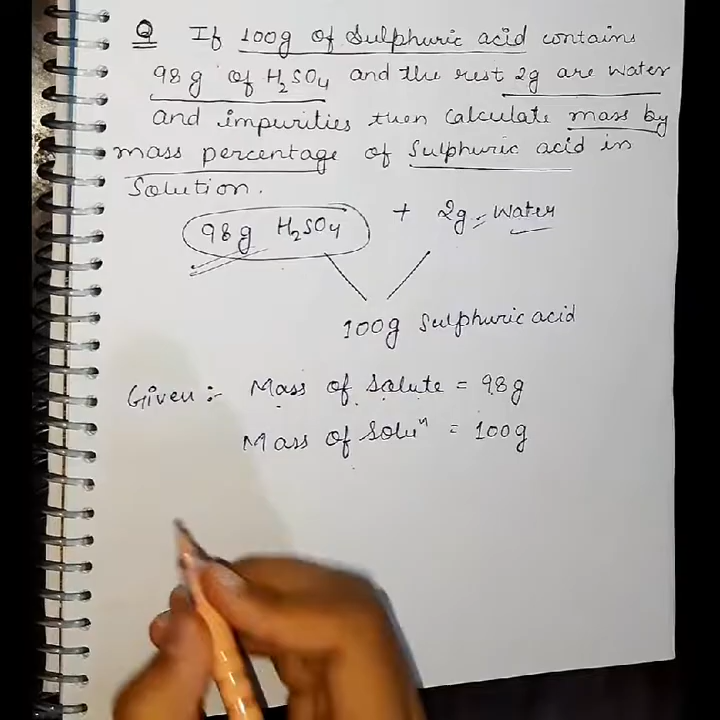 Q If 100g of Sulphuric acid contains
98 g of H₂SO₄ and the rest 2g are water
and impurities then calculate mass by
mass percentage of Sulphuric acid in
Solution.
98g H₂SO₄ + 2g = Water
100g Sulphuric acid
Given :- Mass of Solute = 98g
Mass of Soluⁿ = 100g